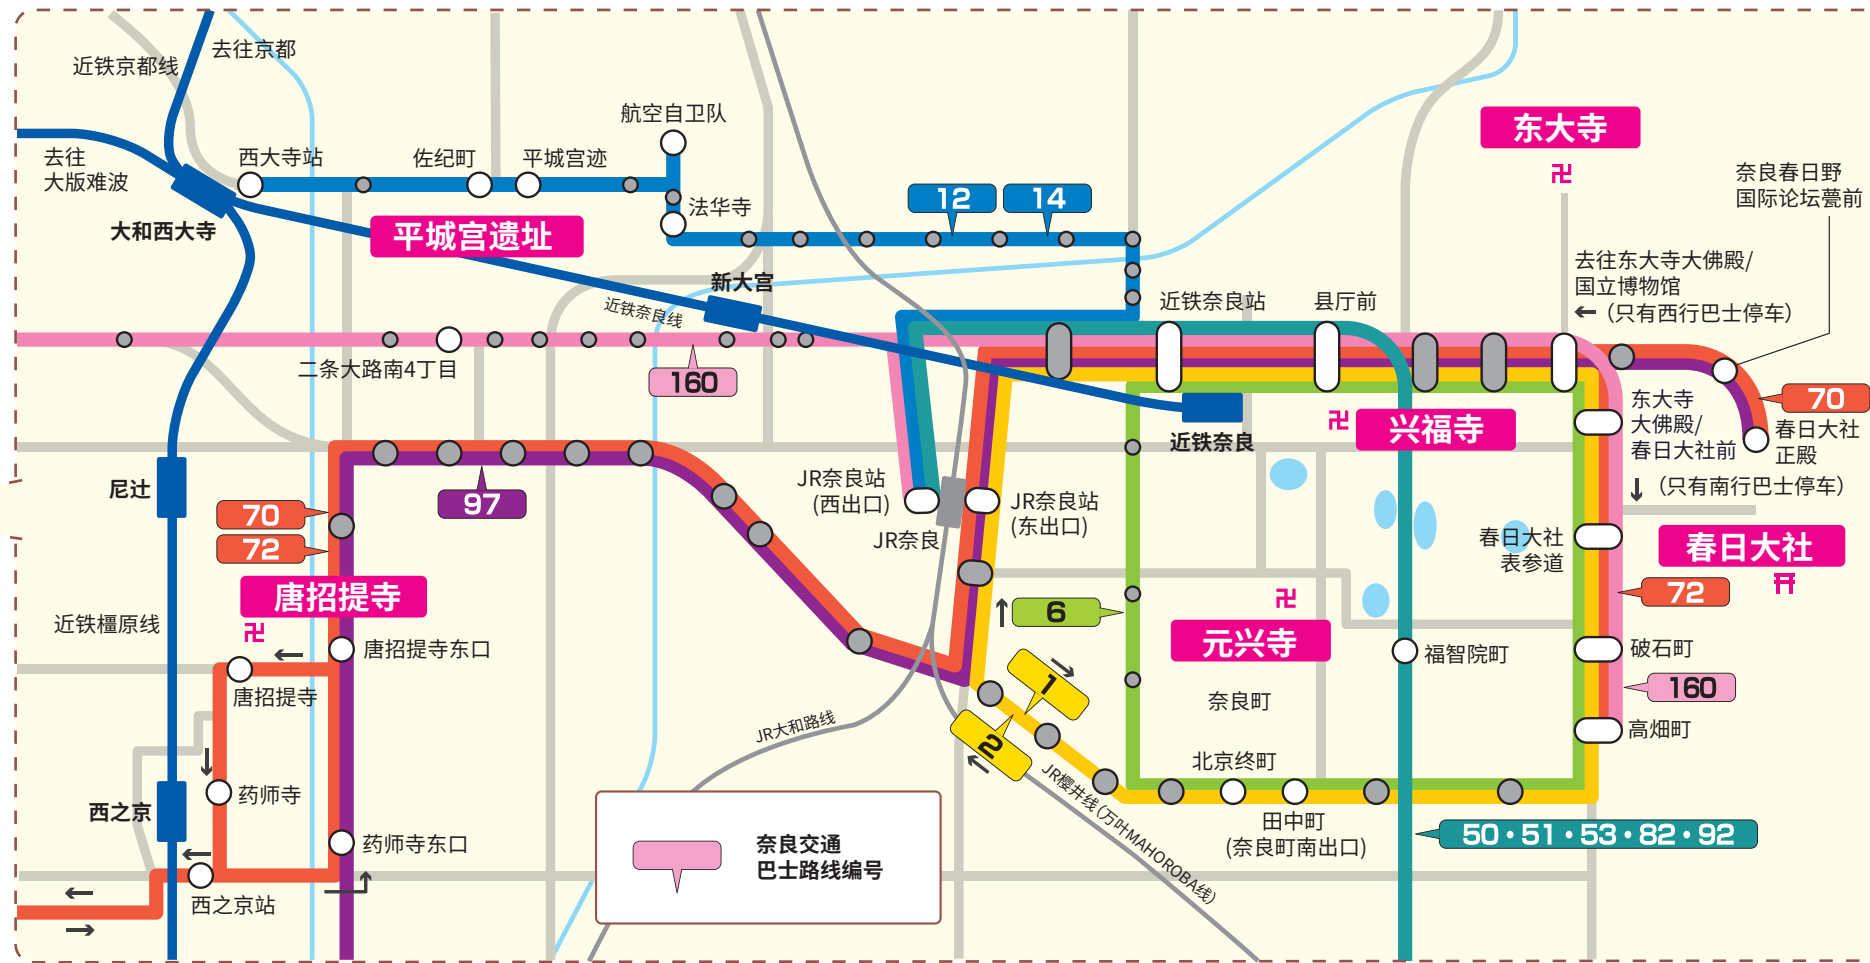 去往京都
近铁京都线
去往
大版难波
大和西大寺
西大寺站
佐纪町
平城宫迹
航空自卫队
法华寺
平城宫遗址
12
14
新大宫
近铁奈良线
近铁奈良站
县厅前
东大寺
奈良春日野
国际论坛甍前
去往东大寺大佛殿/
国立博物馆
←（只有西行巴士停车）
二条大路南4丁目
160
70
春日大社
正殿
东大寺
大佛殿/
春日大社前
↓（只有南行巴士停车）
兴福寺
近铁奈良
尼辻
97
70
72
JR奈良站
(西出口)
JR奈良
JR奈良站
(东出口)
春日大社
表参道
春日大社
72
唐招提寺
近铁橿原线
唐招提寺东口
唐招提寺
6
元兴寺
奈良町
福智院町
破石町
160
高畑町
1
2
JR大和路线
JR樱井线（万叶MAHOROBA线）
北京终町
田中町
(奈良町南出口)
50・51・53・82・92
药师寺
西之京
药师寺东口
西之京站
奈良交通
巴士路线编号